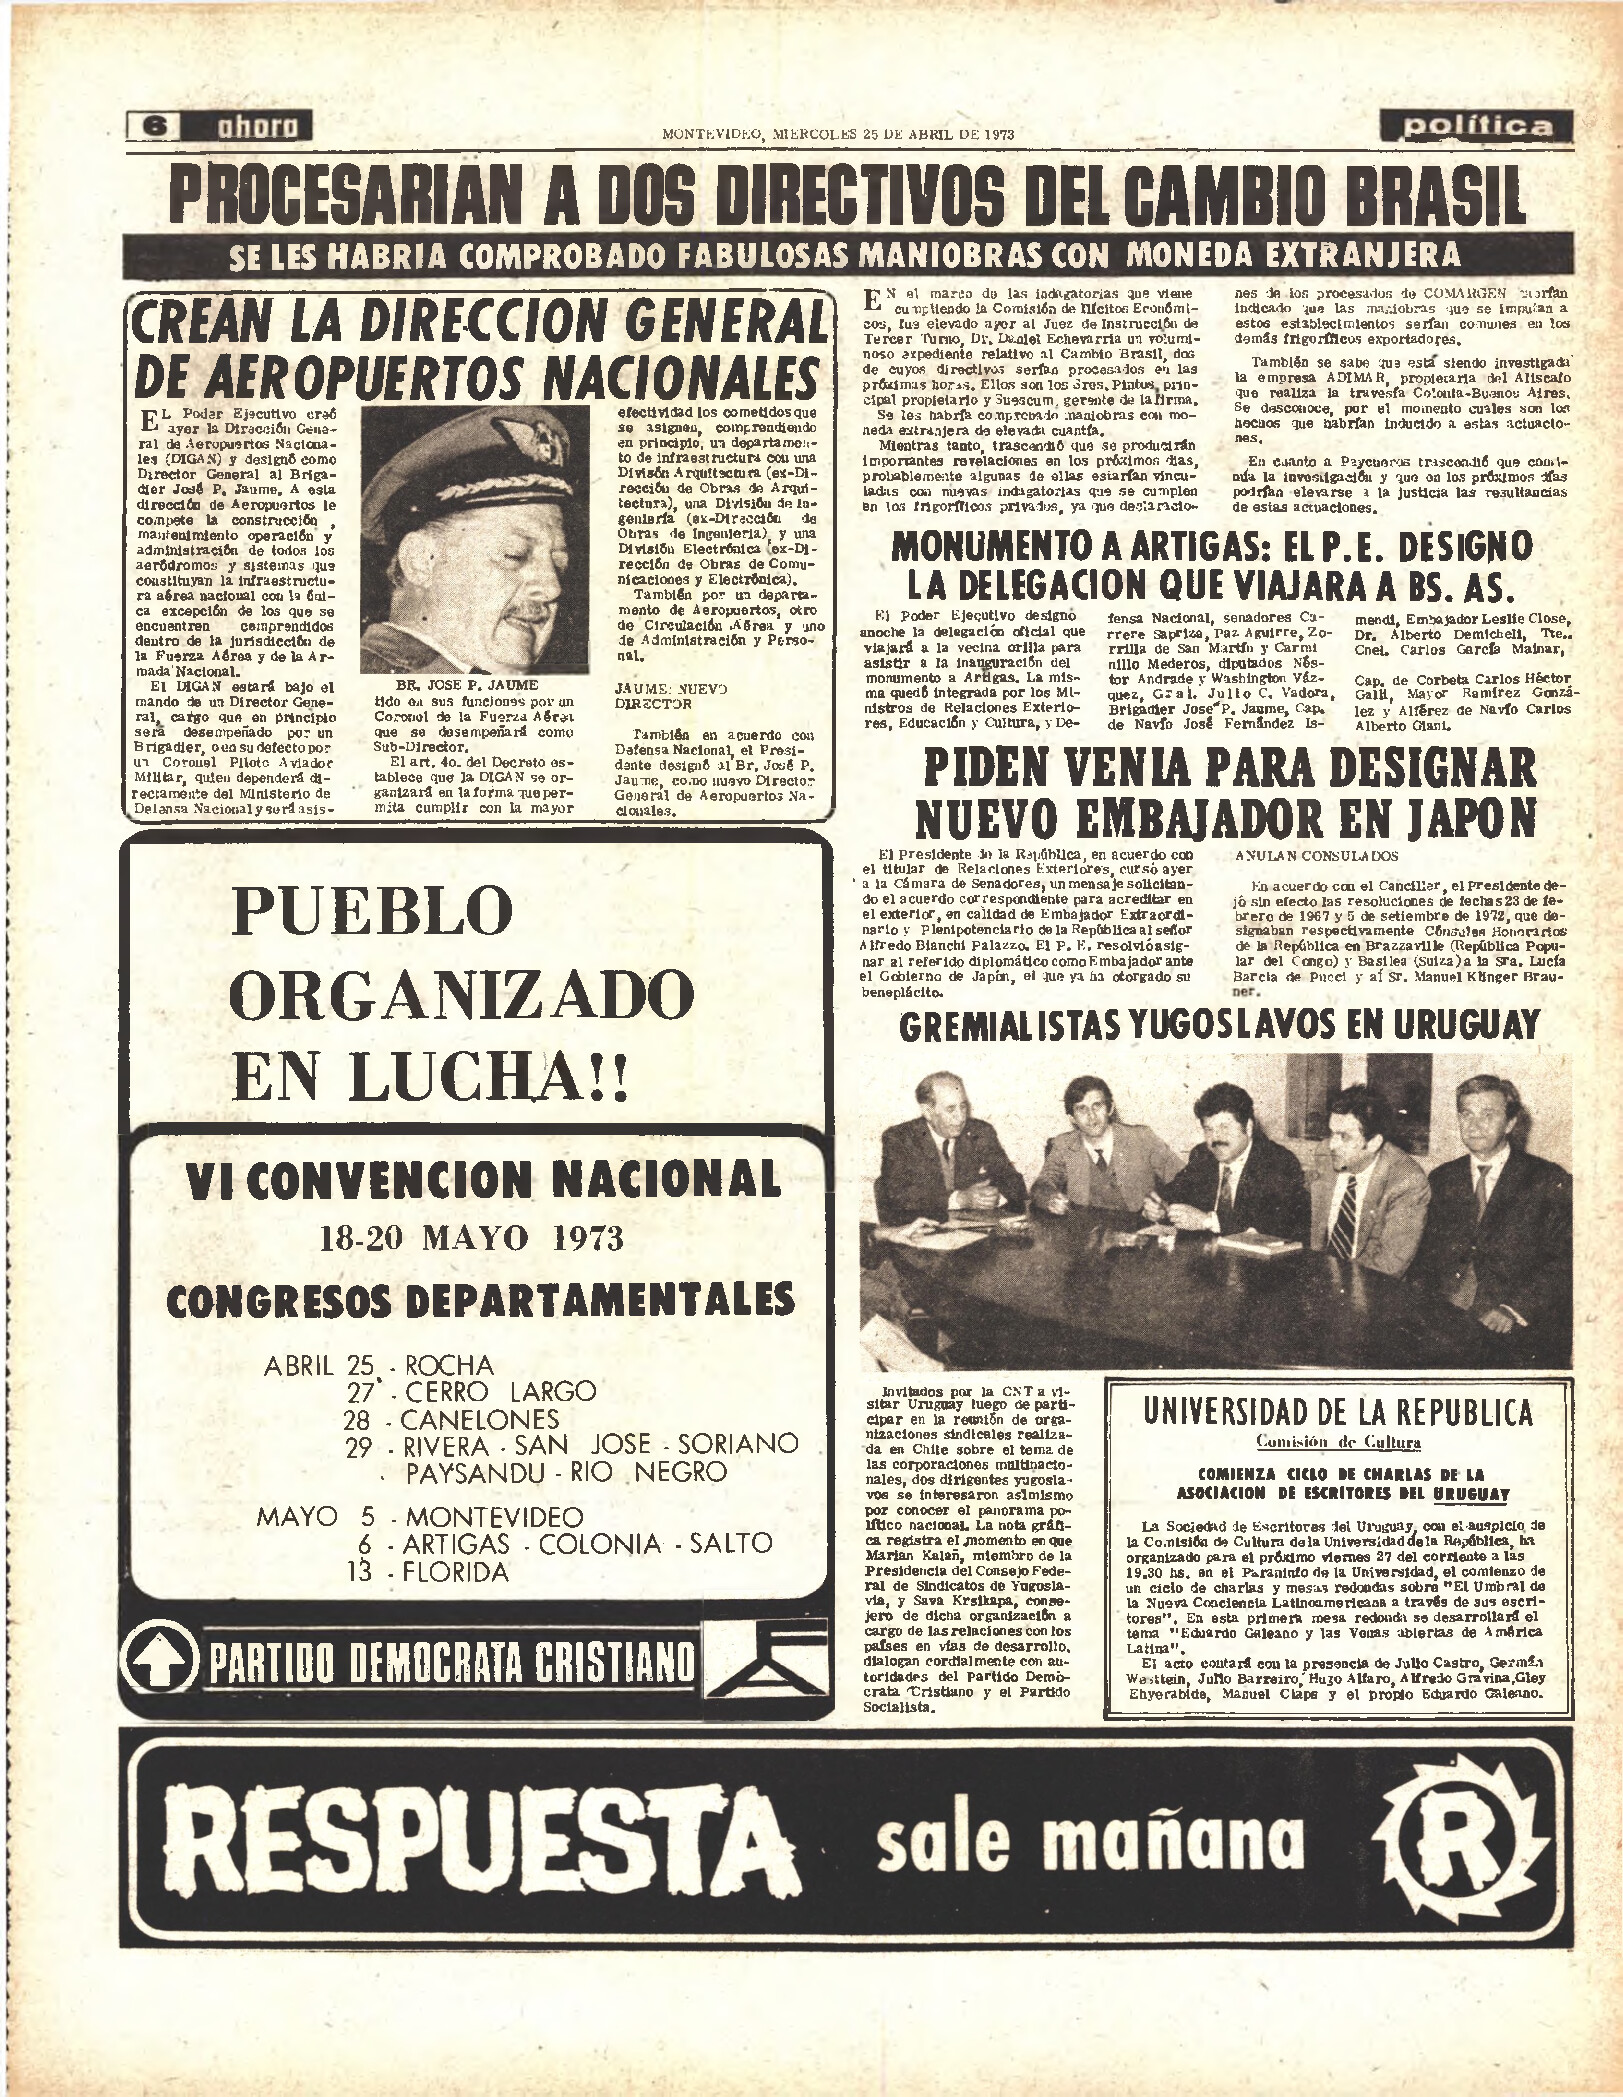 6 ahora
MONTEVIDEO, MIERCOLES 25 DE ABRIL DE 1973
política
PROCESARIAN A DOS DIRECTIVOS DEL CAMBIO BRASIL
SE LES HABRIA COMPROBADO FABULOSAS MANIOBRAS CON MONEDA EXTRANJERA
CREAN LA DIRECCION GENERAL
DE AEROPUERTOS NACIONALES
EL Poder Ejecutivo creó
ayer la Dirección Gene-
ral de Aeropuertos Naciona-
les (DIGAN) y designó como
Director General al Briga-
dier José P. Jaume. A esta
dirección de Aeropuertos le
compete la construcción ,
mantenimiento operación y
administración de todos los
aeródromos y sistemas que
constituyan la infraestructu-
ra aérea nacional con la úni-
ca excepción de los que se
encuentren comprendidos
dentro de la jurisdicción de
la Fuerza Aérea y de la Ar-
mada Nacional.
El DIGAN estará bajo el
mando de un Director Gene-
ral, cargo que en principio
será desempeñado por un
Brigadier, o en su defecto por
un Coronel Piloto Aviador
Militar, quien dependerá di-
rectamente del Ministerio de
Defensa Nacional y será asis-
BR. JOSE P. JAUME
tido en sus funciones por un
Coronel de la Fuerza Aérea
que se desempeñará como
Sub-Director.
El art. 4o. del Decreto es-
tablece que la DIGAN se or-
ganizará en la forma que per-
mita cumplir con la mayor
efectividad los cometidos que
se asignen, comprendiendo
en principio, un departamen-
to de infraestructura con una
Divisón Arquitectura (ex-Di-
rección de Obras de Arqui-
tectura), una División de In-
geniería (ex-Dirección de
Obras de Ingeniería) y una
División Electrónica (ex-Di-
rección de Obras de Comu-
nicaciones y Electrónica).
También por un departa-
mento de Aeropuertos, otro
de Circulación Aérea y uno
de Administración y Perso-
nal.
JAUME: NUEVO
DIRECTOR
También en acuerdo con
Defensa Nacional, el Presi-
dante designó al Br. José P.
Jaume, como nuevo Director
General de Aeropuertos Na-
cionales.
EN el marco de las indagatorias que viene
cumpliendo la Comisión de Ilícitos Económi-
cos, fue elevado ayer al Juez de Instrucción de
Tercer Turno, Dr. Daniel Echevarría un volumi-
noso expediente relativo al Cambio Brasil, dos
de cuyos directivos serían procesados en las
próximas horas. Ellos son los Sres. Pintus, prin-
cipal propietario y Suescum, gerente de la firma.
Se les habría comprobado maniobras con mo-
neda extranjera de elevada cuantía.
Mientras tanto, trascendió que se producirán
importantes revelaciones en los próximos días,
probablemente algunas de ellas estarían vincu-
ladas con nuevas indagatorias que se cumplen
en los frigoríficos privados, ya que declaracio-
nes de los procesados de COMARGEN habrían
indicado que las maniobras que se imputan a
estos establecimientos serían comunes en los
demás frigoríficos exportadores.
También se sabe que está siendo investigada
la empresa ADIMAR, propietaria del Aliscafo
que realiza la travesía Colonia-Buenos Aires.
Se desconoce, por el momento cuales son los
hechos que habrían inducido a estas actuacio-
nes.
En cuanto a Paycueros trascendió que conti-
núa la investigación y que en los próximos días
podrían elevarse a la justicia las resultancias
de estas actuaciones.
MONUMENTO A ARTIGAS: EL P.E. DESIGNO
LA DELEGACION QUE VIAJARA A BS. AS.
El Poder Ejecutivo designó
anoche la delegación oficial que
viajará a la vecina orilla para
asistir a la inauguración del
monumento a Artigas. La mis-
ma quedó integrada por los Mi-
nistros de Relaciones Exterio-
res, Educación y Cultura, y De-
fensa Nacional, senadores Ca-
rrere Sapriza, Paz Aguirre, Zo-
rrilla de San Martín y Carmi
nillo Mederos, diputados Nés-
tor Andrade y Washington Váz-
quez, Gral. Julio C. Vadora,
Brigadier José P. Jaume, Cap.
de Navío José Fernández Is-
mendi, Embajador Leslie Close,
Dr. Alberto Demicheli, Tte..
Cnel. Carlos García Mainar,
Cap. de Corbeta Carlos Héctor
Galli, Mayor Ramírez Gonzá-
lez y Alférez de Navío Carlos
Alberto Giani.
PIDEN VENIA PARA DESIGNAR
NUEVO EMBAJADOR EN JAPON
El Presidente de la República, en acuerdo con
el titular de Relaciones Exteriores, cursó ayer
a la Cámara de Senadores, un mensaje solicitan-
do el acuerdo correspondiente para acreditar en
el exterior, en calidad de Embajador Extraordi-
nario y Plenipotenciario de la República al señor
Alfredo Bianchi Palazzo. El P. E. resolvió asig-
nar al referido diplomático como Embajador ante
el Gobierno de Japón, el que ya ha otorgado su
beneplácito.
ANULAN CONSULADOS
En acuerdo con el Canciller, el Presidente de-
jó sin efecto las resoluciones de fechas 23 de fe-
brero de 1967 y 5 de setiembre de 1972, que de-
signaban respectivamente Cónsules Honorarios
de la República en Brazzaville (República Popu-
lar del Congo) y Basilea (Suiza) a la Sra. Lucía
Barcia de Pucci y al Sr. Manuel Klinger Brau-
ner.
GREMIALISTAS YUGOSLAVOS EN URUGUAY
Invitados por la CNT a vi-
sitar Uruguay luego de parti-
cipar en la reunión de orga-
nizaciones sindicales realiza-
da en Chile sobre el tema de
las corporaciones multinacio-
nales, dos dirigentes yugosla-
vos se interesaron asimismo
por conocer el panorama po-
lítico nacional. La nota gráfi-
ca registra el momento en que
Marian Kalañ, miembro de la
Presidencia del Consejo Fede-
ral de Sindicatos de Yugosla-
via, y Sava Krsikapa, conse-
jero de dicha organización a
cargo de las relaciones con los
países en vías de desarrollo,
dialogan cordialmente con au-
toridades del Partido Demó-
crata Cristiano y el Partido
Socialista.
UNIVERSIDAD DE LA REPUBLICA
Comisión de Cultura
COMIENZA CICLO DE CHARLAS DE LA
ASOCIACION DE ESCRITORES DEL URUGUAY
La Sociedad de Escritores del Uruguay, con el auspicio de
la Comisión de Cultura de la Universidad de la República, ha
organizado para el próximo viernes 27 del corriente a las
19.30 hs. en el Paraninfo de la Universidad, el comienzo de
un ciclo de charlas y mesas redondas sobre "El Umbral de
la Nueva Conciencia Latinoamericana a través de sus escri-
tores". En esta primera mesa redonda se desarrollará el
tema "Eduardo Galeano y las Venas abiertas de América
Latina".
El acto contará con la presencia de Julio Castro, Germán
Westtein, Julio Barreiro, Hugo Alfaro, Alfredo Gravina, Gley
Ehyerabide, Manuel Claps y el propio Eduardo Galeano.
PUEBLO
ORGANIZADO
EN LUCHA!!
VI CONVENCION NACIONAL
18-20 MAYO 1973
CONGRESOS DEPARTAMENTALES
ABRIL 25 - ROCHA
27 - CERRO LARGO
28 - CANELONES
29 - RIVERA - SAN JOSE - SORIANO
PAYSANDU - RIO NEGRO
MAYO 5 - MONTEVIDEO
6 - ARTIGAS - COLONIA - SALTO
13 - FLORIDA
PARTIDO DEMOCRATA CRISTIANO
FA
RESPUESTA sale mañana R